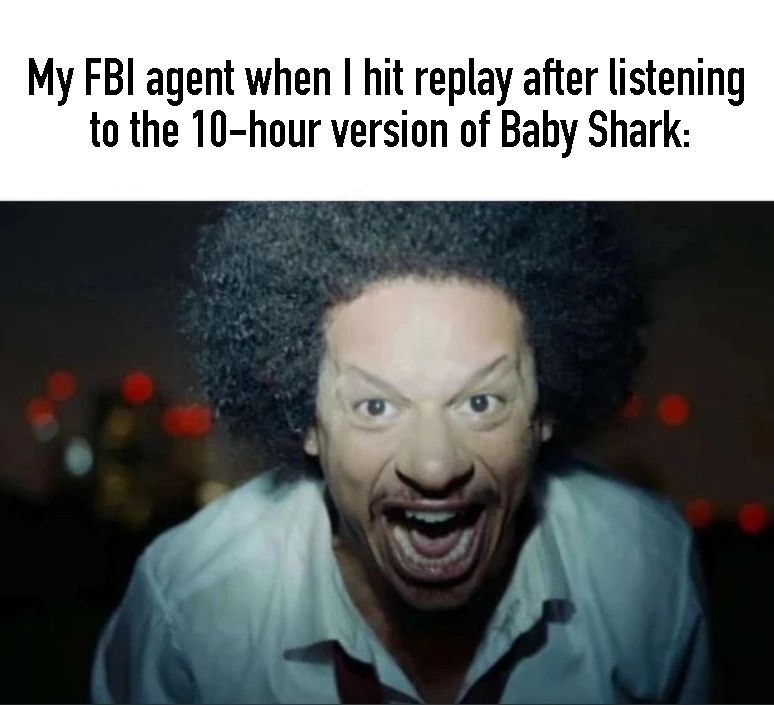 My FBI agent when I hit replay after listening
to the 10-hour version of Baby Shark: